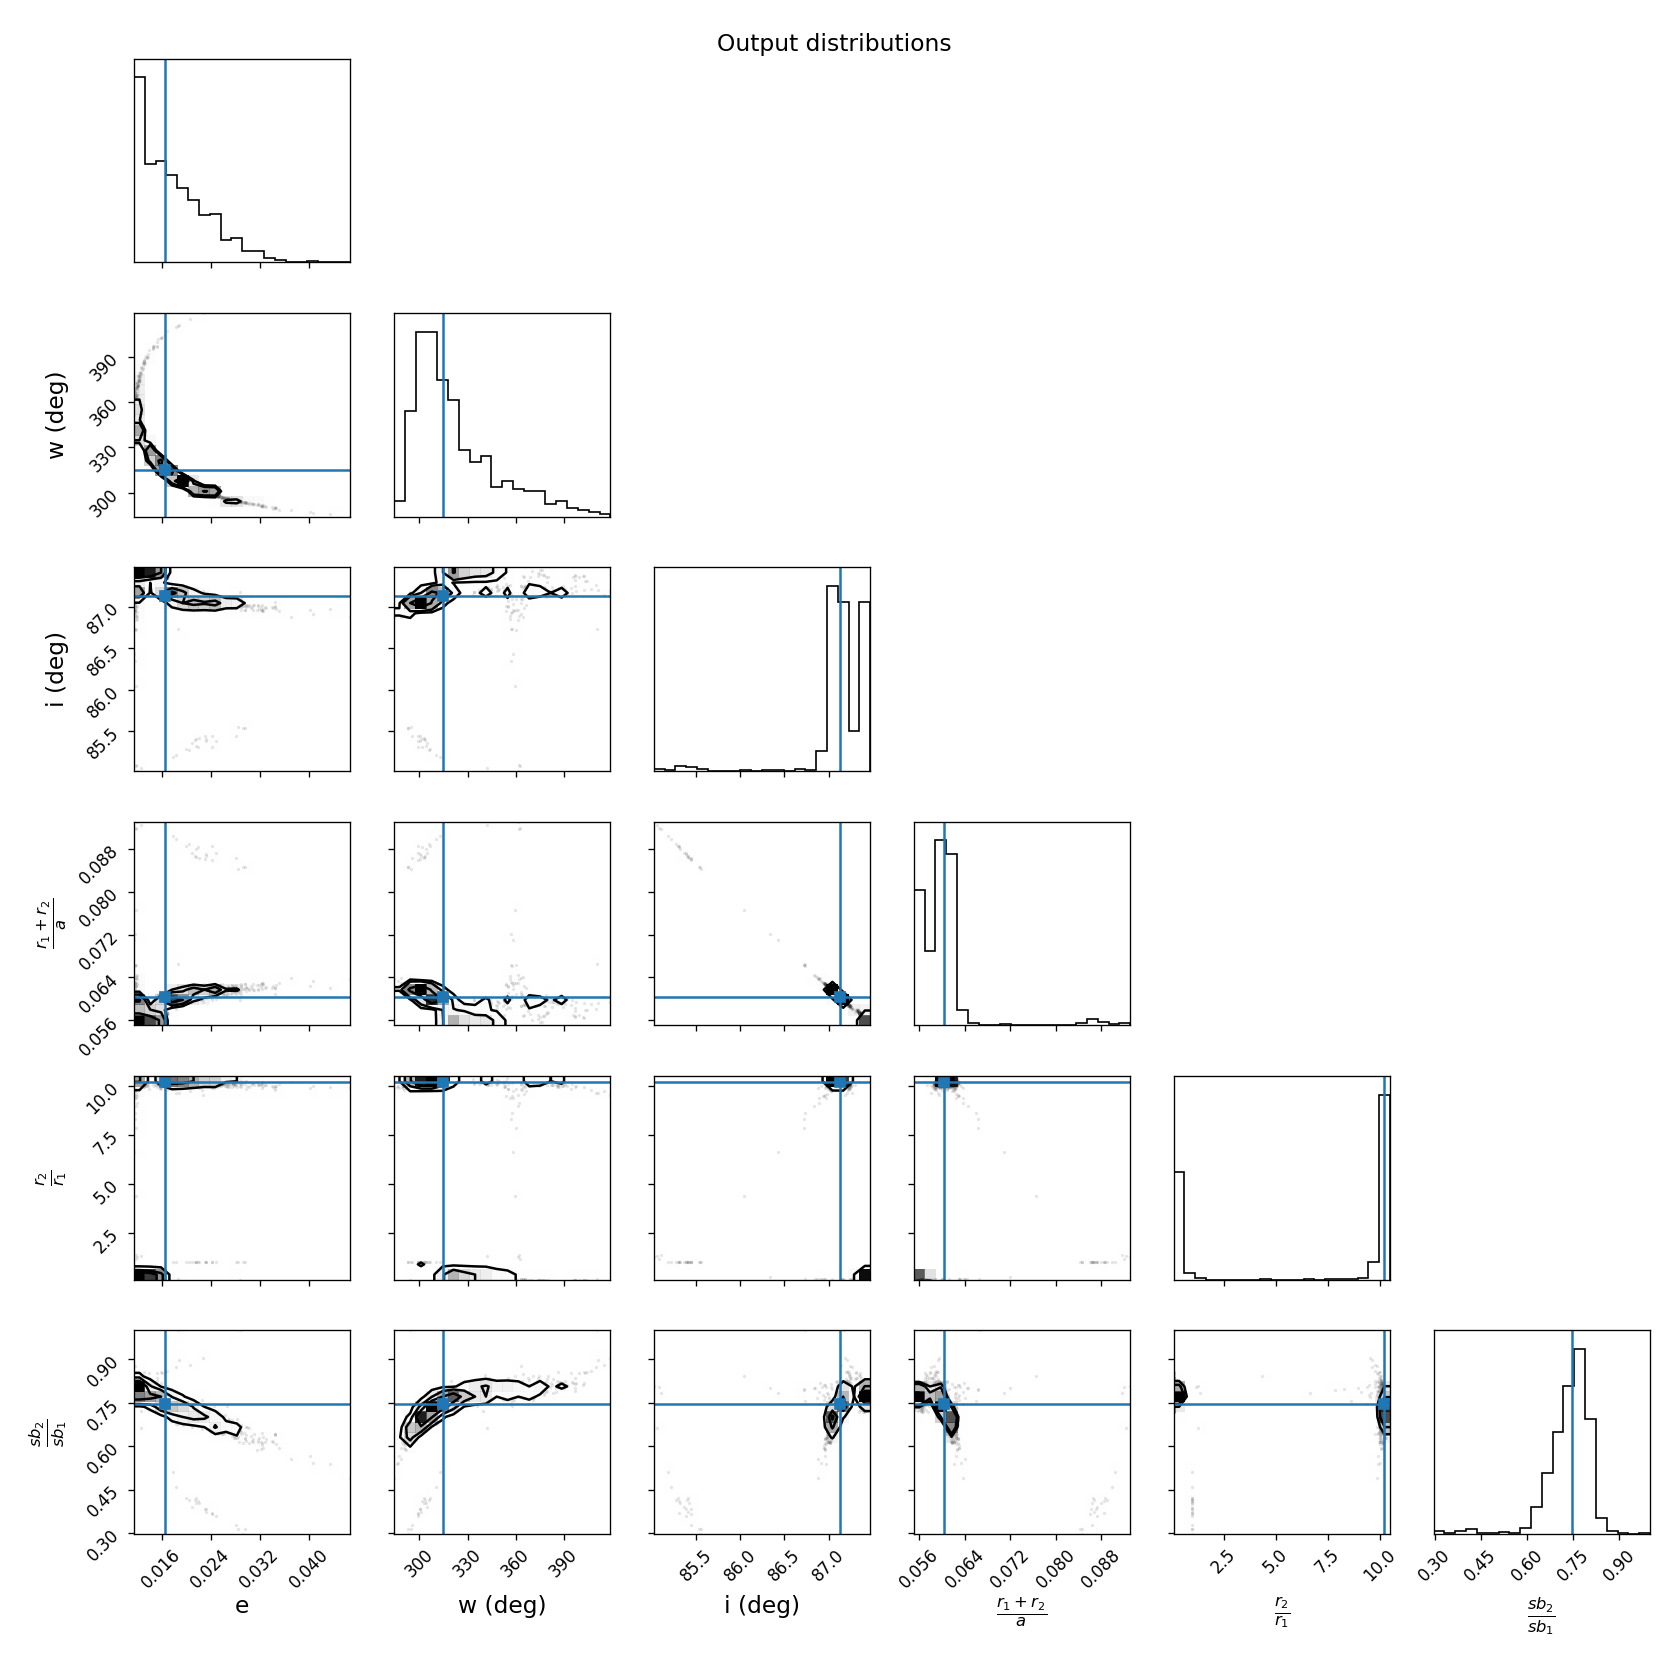 Output distributions
w (deg)
390
360
330
300
i (deg)
87.0
86.5
86.0
85.5
r₁ + r₂
a
0.088
0.080
0.072
0.064
0.056
r₂
r₁
10.0
7.5
5.0
2.5
sb₂
sb₁
0.90
0.75
0.60
0.45
0.30
0.016 0.024 0.032 0.040
300 330 360 390
85.5 86.0 86.5 87.0
0.056 0.064 0.072 0.080 0.088
2.5 5.0 7.5 10.0
0.30 0.45 0.60 0.75 0.90
e
w (deg)
i (deg)
r₁ + r₂
a
r₂
r₁
sb₂
sb₁